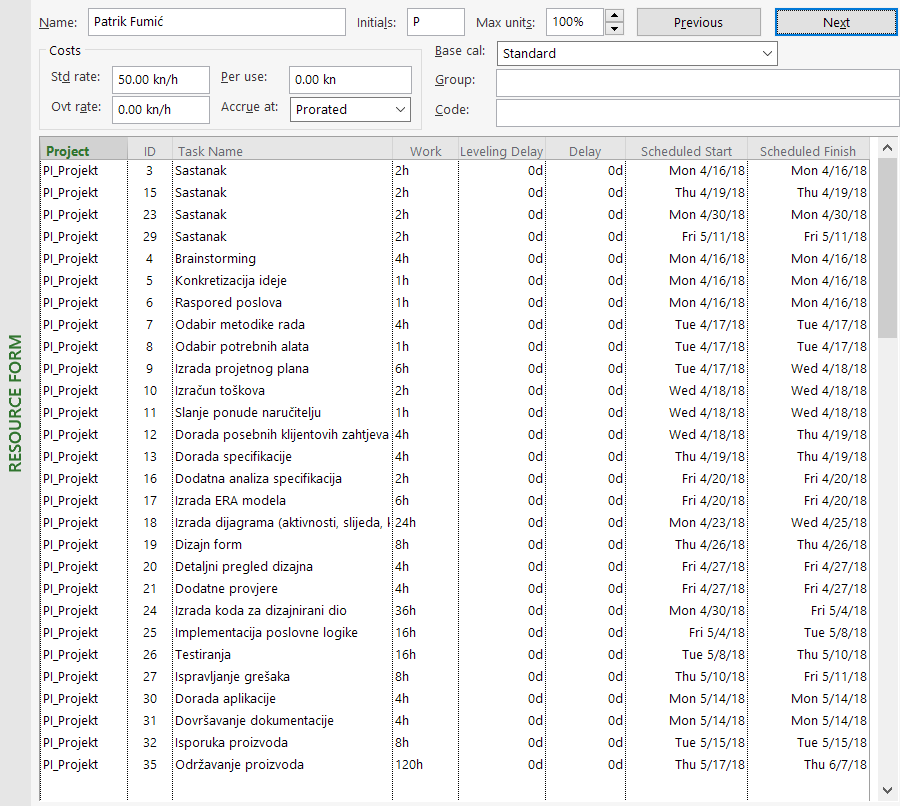 Name: Patrik Fumić Initials: P Max units: 100% Previous Next
Costs Base cal: Standard
Std rate: 50.00 kn/h Per use: 0.00 kn Group:
Ovt rate: 0.00 kn/h Accrue at: Prorated Code:
Project ID Task Name Work Leveling Delay Delay Scheduled Start Scheduled Finish
PI_Projekt 3 Sastanak 2h 0d 0d Mon 4/16/18 Mon 4/16/18
PI_Projekt 15 Sastanak 2h 0d 0d Thu 4/19/18 Thu 4/19/18
PI_Projekt 23 Sastanak 2h 0d 0d Mon 4/30/18 Mon 4/30/18
PI_Projekt 29 Sastanak 2h 0d 0d Fri 5/11/18 Fri 5/11/18
PI_Projekt 4 Brainstorming 4h 0d 0d Mon 4/16/18 Mon 4/16/18
PI_Projekt 5 Konkretizacija ideje 1h 0d 0d Mon 4/16/18 Mon 4/16/18
PI_Projekt 6 Raspored poslova 1h 0d 0d Mon 4/16/18 Mon 4/16/18
PI_Projekt 7 Odabir metodike rada 4h 0d 0d Tue 4/17/18 Tue 4/17/18
PI_Projekt 8 Odabir potrebnih alata 1h 0d 0d Tue 4/17/18 Tue 4/17/18
PI_Projekt 9 Izrada projetnog plana 6h 0d 0d Tue 4/17/18 Wed 4/18/18
PI_Projekt 10 Izračun toškova 2h 0d 0d Wed 4/18/18 Wed 4/18/18
PI_Projekt 11 Slanje ponude naručitelju 1h 0d 0d Wed 4/18/18 Wed 4/18/18
PI_Projekt 12 Dorada posebnih klijentovih zahtjeva 4h 0d 0d Wed 4/18/18 Thu 4/19/18
PI_Projekt 13 Dorada specifikacije 4h 0d 0d Thu 4/19/18 Thu 4/19/18
PI_Projekt 16 Dodatna analiza specifikacija 2h 0d 0d Fri 4/20/18 Fri 4/20/18
PI_Projekt 17 Izrada ERA modela 6h 0d 0d Fri 4/20/18 Fri 4/20/18
PI_Projekt 18 Izrada dijagrama (aktivnosti, slijeda, 24h 0d 0d Mon 4/23/18 Wed 4/25/18
PI_Projekt 19 Dizajn form 8h 0d 0d Thu 4/26/18 Thu 4/26/18
PI_Projekt 20 Detaljni pregled dizajna 4h 0d 0d Fri 4/27/18 Fri 4/27/18
PI_Projekt 21 Dodatne provjere 4h 0d 0d Fri 4/27/18 Fri 4/27/18
PI_Projekt 24 Izrada koda za dizajnirani dio 36h 0d 0d Mon 4/30/18 Fri 5/4/18
PI_Projekt 25 Implementacija poslovne logike 16h 0d 0d Fri 5/4/18 Tue 5/8/18
PI_Projekt 26 Testiranja 16h 0d 0d Tue 5/8/18 Thu 5/10/18
PI_Projekt 27 Ispravljanje grešaka 8h 0d 0d Thu 5/10/18 Fri 5/11/18
PI_Projekt 30 Dorada aplikacije 4h 0d 0d Mon 5/14/18 Mon 5/14/18
PI_Projekt 31 Dovršavanje dokumentacije 4h 0d 0d Mon 5/14/18 Mon 5/14/18
PI_Projekt 32 Isporuka proizvoda 8h 0d 0d Tue 5/15/18 Tue 5/15/18
PI_Projekt 35 Održavanje proizvoda 120h 0d 0d Thu 5/17/18 Thu 6/7/18
RESOURCE FORM